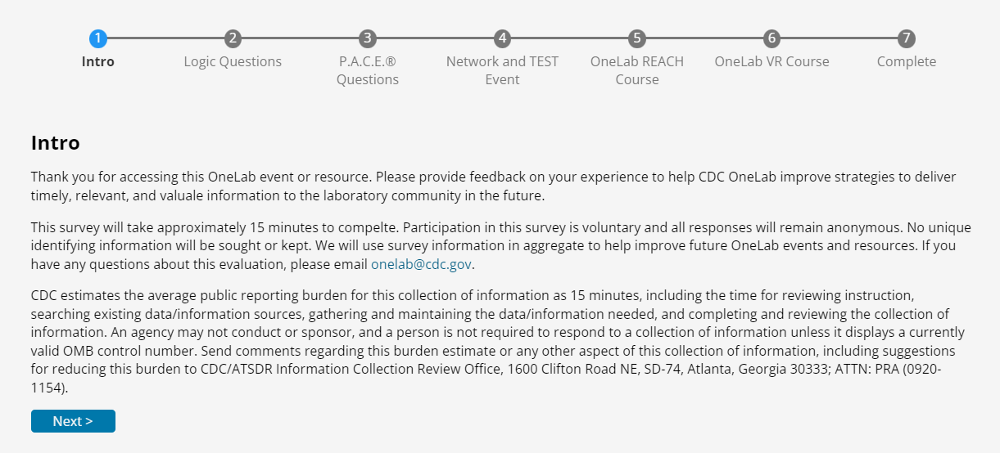 1 2 3 4 5 6 7
Intro Logic Questions P.A.C.E.® Network and TEST OneLab REACH OneLab VR Course Complete
Questions Event Course
Intro
Thank you for accessing this OneLab event or resource. Please provide feedback on your experience to help CDC OneLab improve strategies to deliver
timely, relevant, and valuale information to the laboratory community in the future.
This survey will take approximately 15 minutes to compelte. Participation in this survey is voluntary and all responses will remain anonymous. No unique
identifying information will be sought or kept. We will use survey information in aggregate to help improve future OneLab events and resources. If you
have any questions about this evaluation, please email onelab@cdc.gov.
CDC estimates the average public reporting burden for this collection of information as 15 minutes, including the time for reviewing instruction,
searching existing data/information sources, gathering and maintaining the data/information needed, and completing and reviewing the collection of
information. An agency may not conduct or sponsor, and a person is not required to respond to a collection of information unless it displays a currently
valid OMB control number. Send comments regarding this burden estimate or any other aspect of this collection of information, including suggestions
for reducing this burden to CDC/ATSDR Information Collection Review Office, 1600 Clifton Road NE, SD-74, Atlanta, Georgia 30333; ATTN: PRA (0920-
1154).
Next >